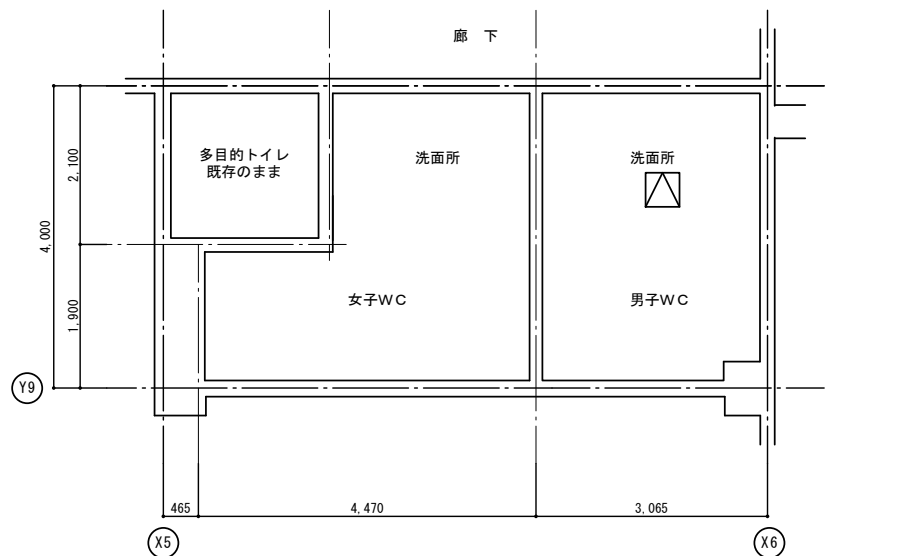 廊　下
多目的トイレ
既存のまま
洗面所
洗面所
女子ＷＣ
男子ＷＣ
2,100
4,000
1,900
Y9
465
4,470
3,065
X5
X6